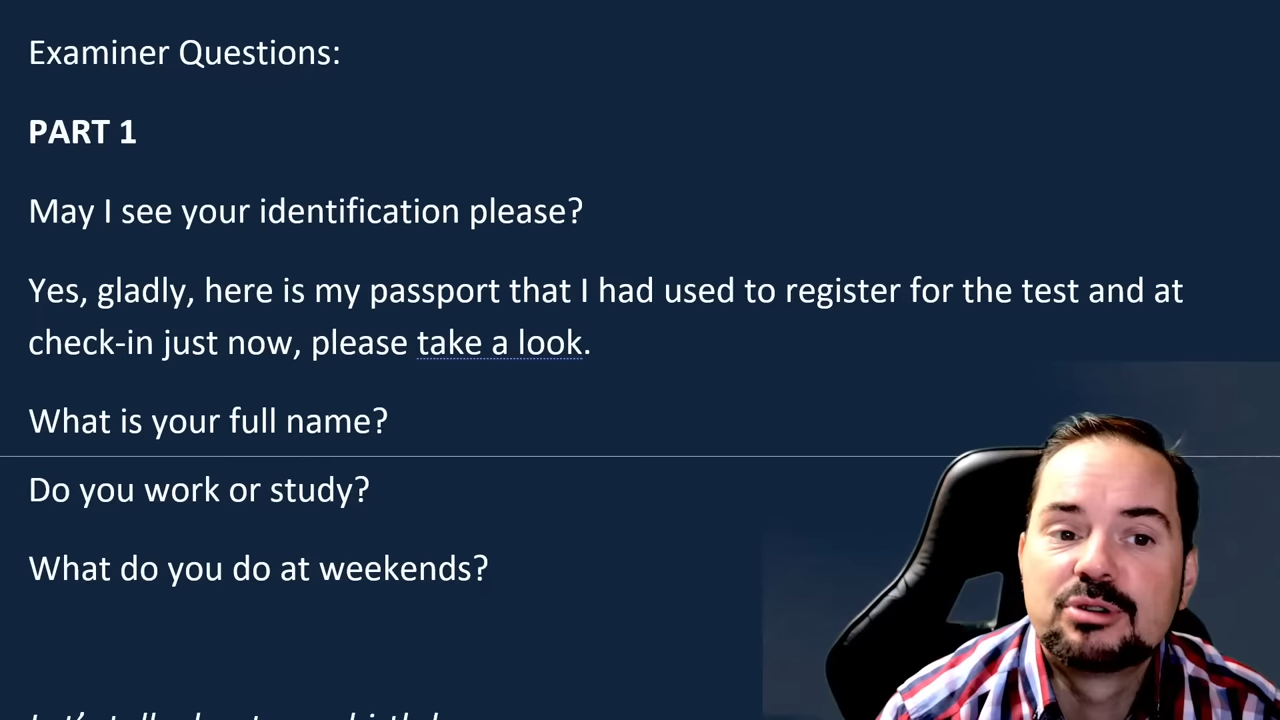 Examiner Questions:
PART 1
May I see your identification please?
Yes, gladly, here is my passport that I had used to register for the test and at
check-in just now, please take a look.
What is your full name?
Do you work or study?
What do you do at weekends?